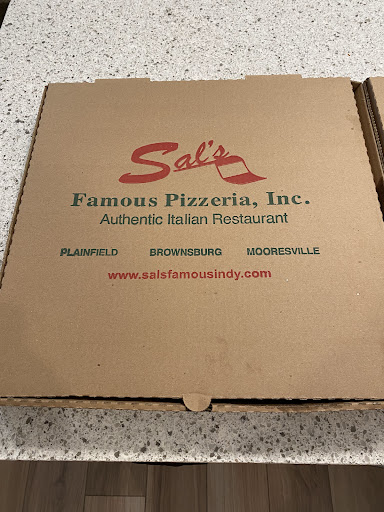 Sal's
Famous Pizzeria, Inc.
Authentic Italian Restaurant
PLAINFIELD BROWNSBURG MOORESVILLE
www.salsfamousindy.com